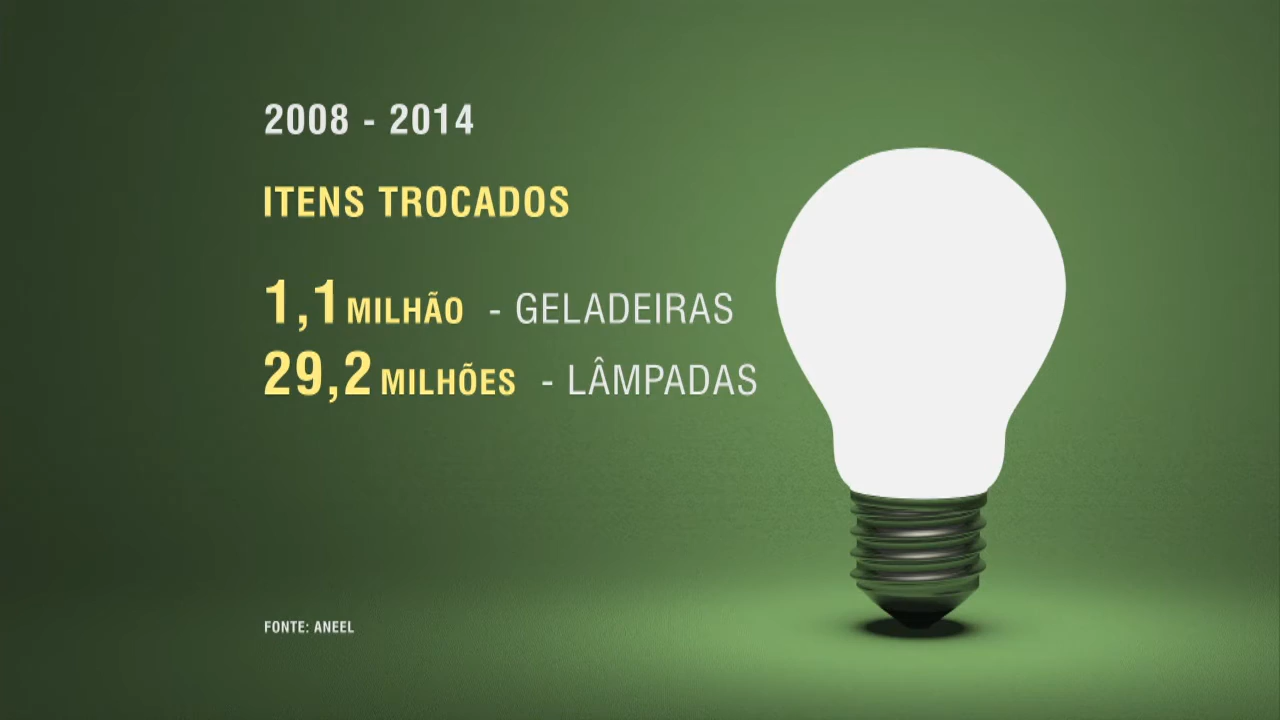 2008 - 2014
ITENS TROCADOS
1,1 MILHÃO - GELADEIRAS
29,2 MILHÕES - LÂMPADAS
FONTE: ANEEL